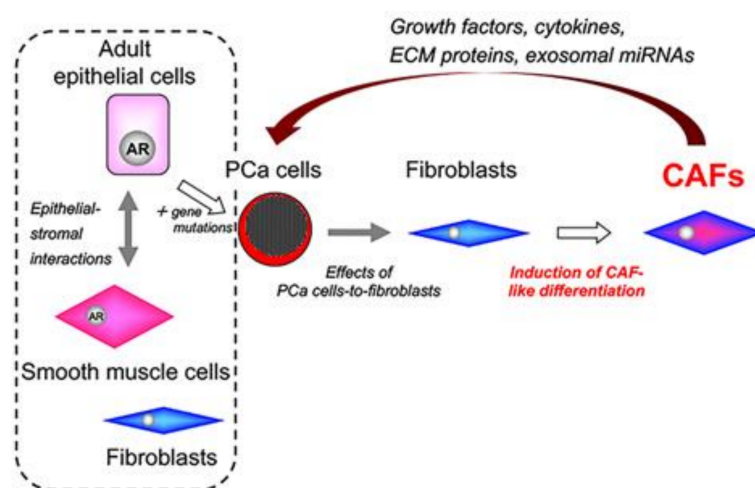 Growth factors, cytokines,
ECM proteins, exosomal miRNAs
Adult
epithelial cells
AR
PCa cells
Fibroblasts
CAFs
Epithelial-
stromal
interactions
+ gene
mutations
Effects of
PCa cells-to-fibroblasts
Induction of CAF-
like differentiation
AR
Smooth muscle cells
Fibroblasts